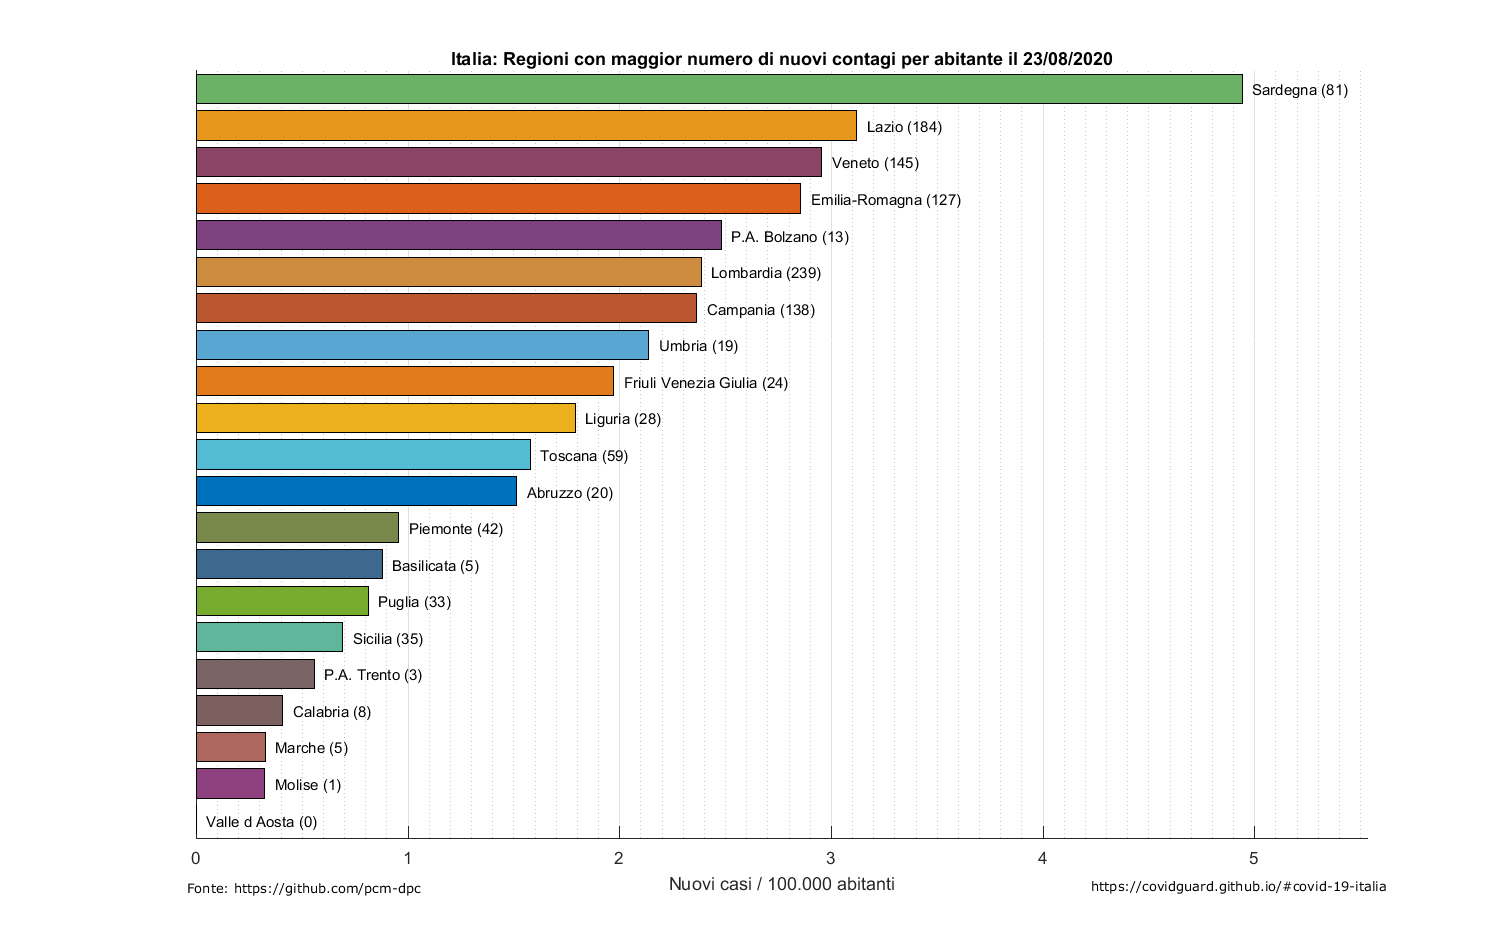 Italia: Regioni con maggior numero di nuovi contagi per abitante il 23/08/2020
Sardegna (81)
Lazio (184)
Veneto (145)
Emilia-Romagna (127)
P.A. Bolzano (13)
Lombardia (239)
Campania (138)
Umbria (19)
Friuli Venezia Giulia (24)
Liguria (28)
Toscana (59)
Abruzzo (20)
Piemonte (42)
Basilicata (5)
Puglia (33)
Sicilia (35)
P.A. Trento (3)
Calabria (8)
Marche (5)
Molise (1)
Valle d Aosta (0)
0 1 2 3 4 5
Nuovi casi / 100.000 abitanti
Fonte: https://github.com/pcm-dpc
https://covidguard.github.io/#covid-19-italia